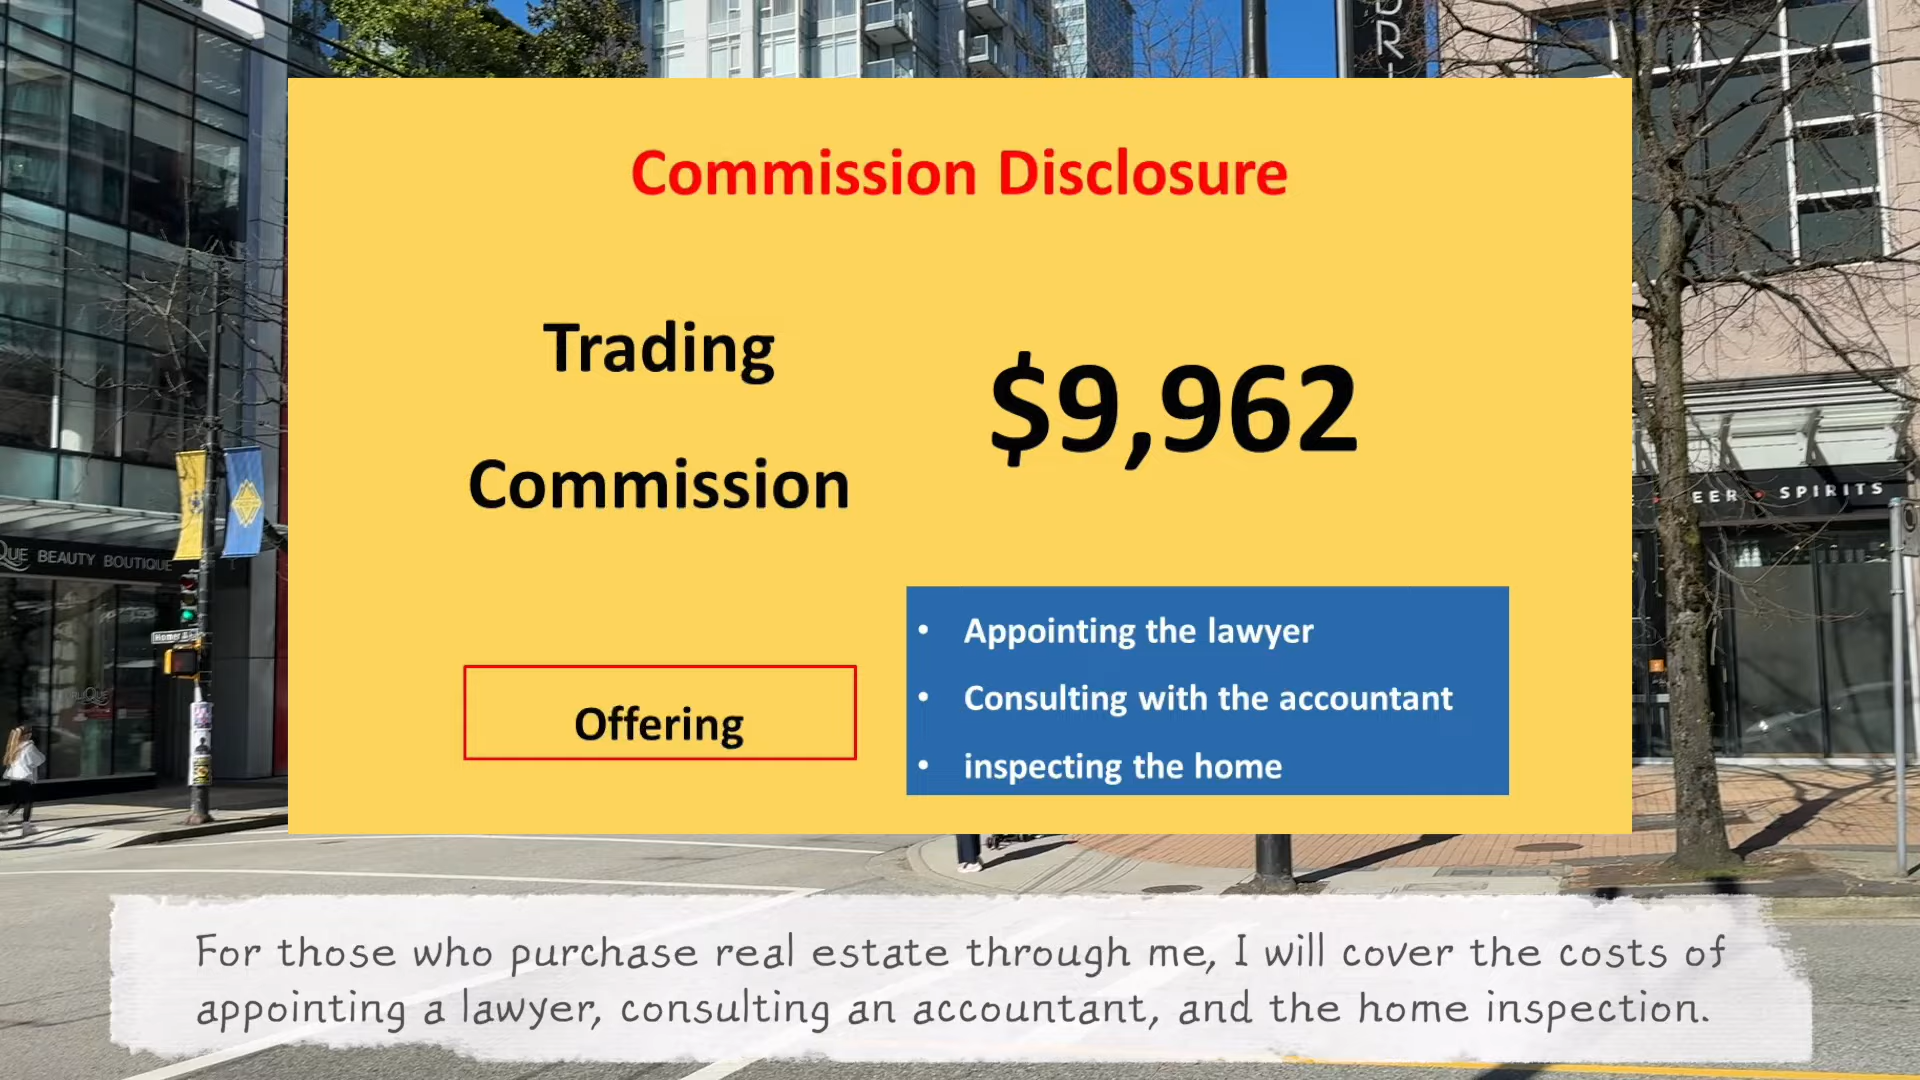 Commission Disclosure
Trading
Commission
$9,962
Offering
• Appointing the lawyer
• Consulting with the accountant
• inspecting the home
BEAUTY BOUTIQUE
Homer
SPIRITS
For those who purchase real estate through me, I will cover the costs of
appointing a lawyer, consulting an accountant, and the home inspection.